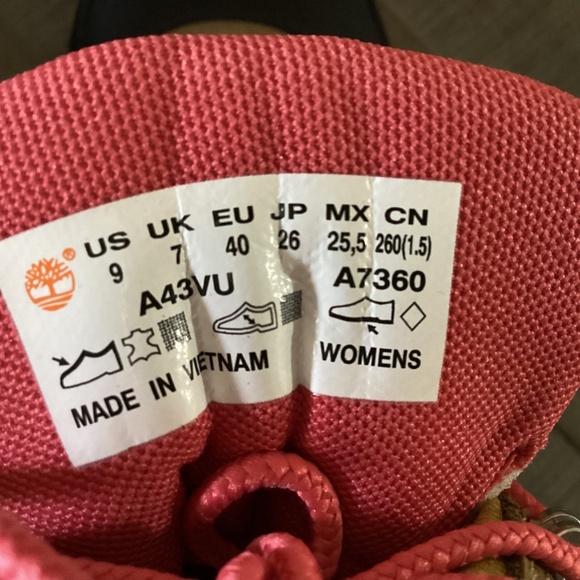 US UK EU JP MX CN
9 7 40 26 25,5 260(1.5)
A43VU A7360
MADE IN VIETNAM WOMENS
®